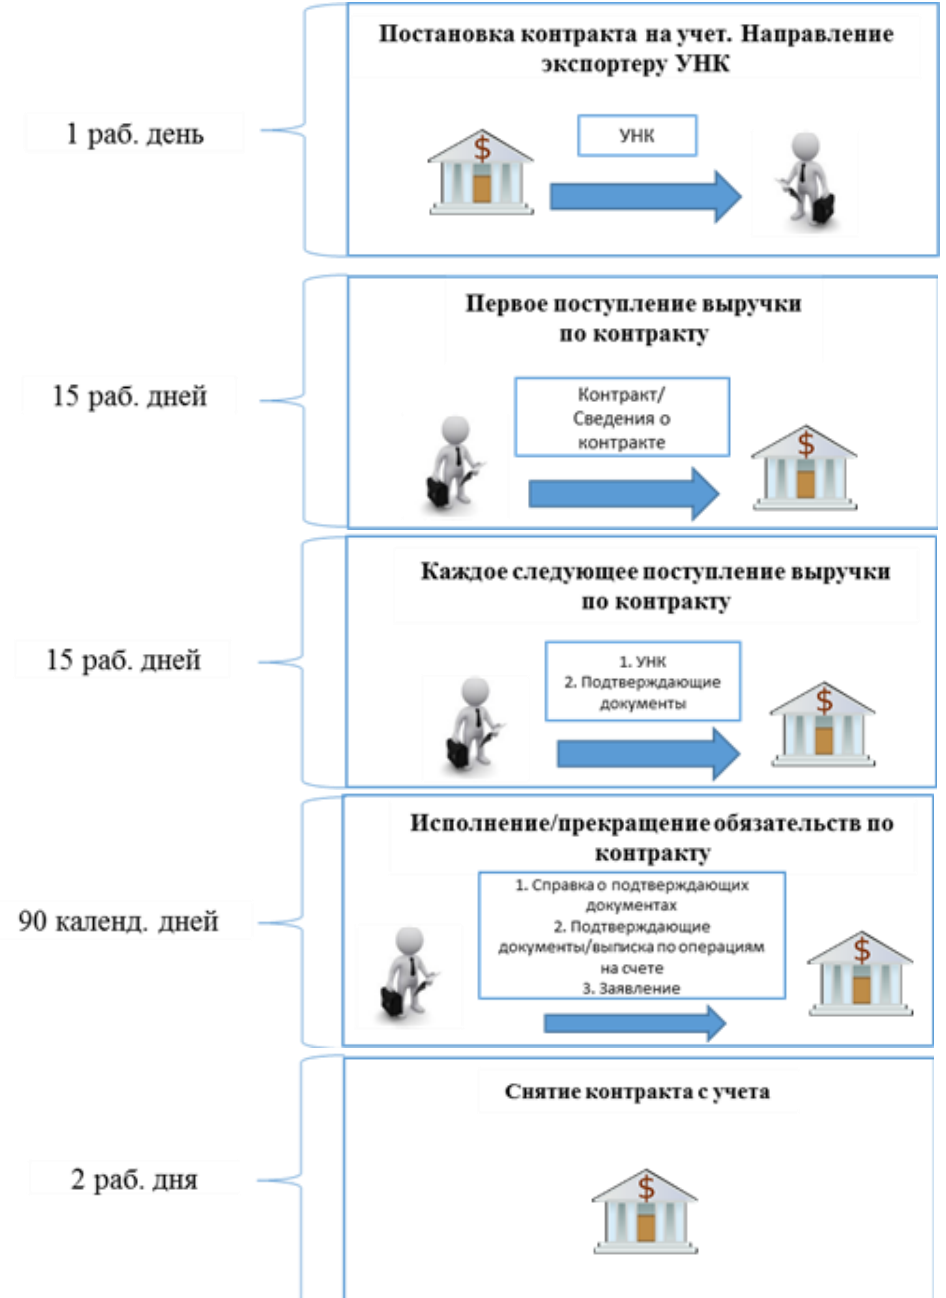 Постановка контракта на учет. Направление
экспортеру УНК
1 раб. день
УНК
$
Первое поступление выручки
по контракту
15 раб. дней
Контракт/
Сведения о
контракте
$
Каждое следующее поступление выручки
по контракту
15 раб. дней
1. УНК
2. Подтверждающие
документы
$
Исполнение/прекращение обязательств по
контракту
90 календ. дней
1. Справка о подтверждающих
документах
2. Подтверждающие
документы/выписка по операциям
на счете
3. Заявление
$
Снятие контракта с учета
2 раб. дня
$